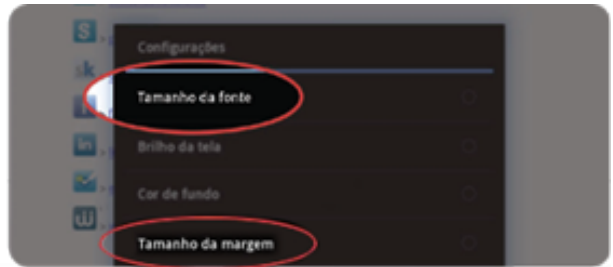 Configurações
Tamanho da fonte
Brilho da tela
Cor de fundo
Tamanho da margem